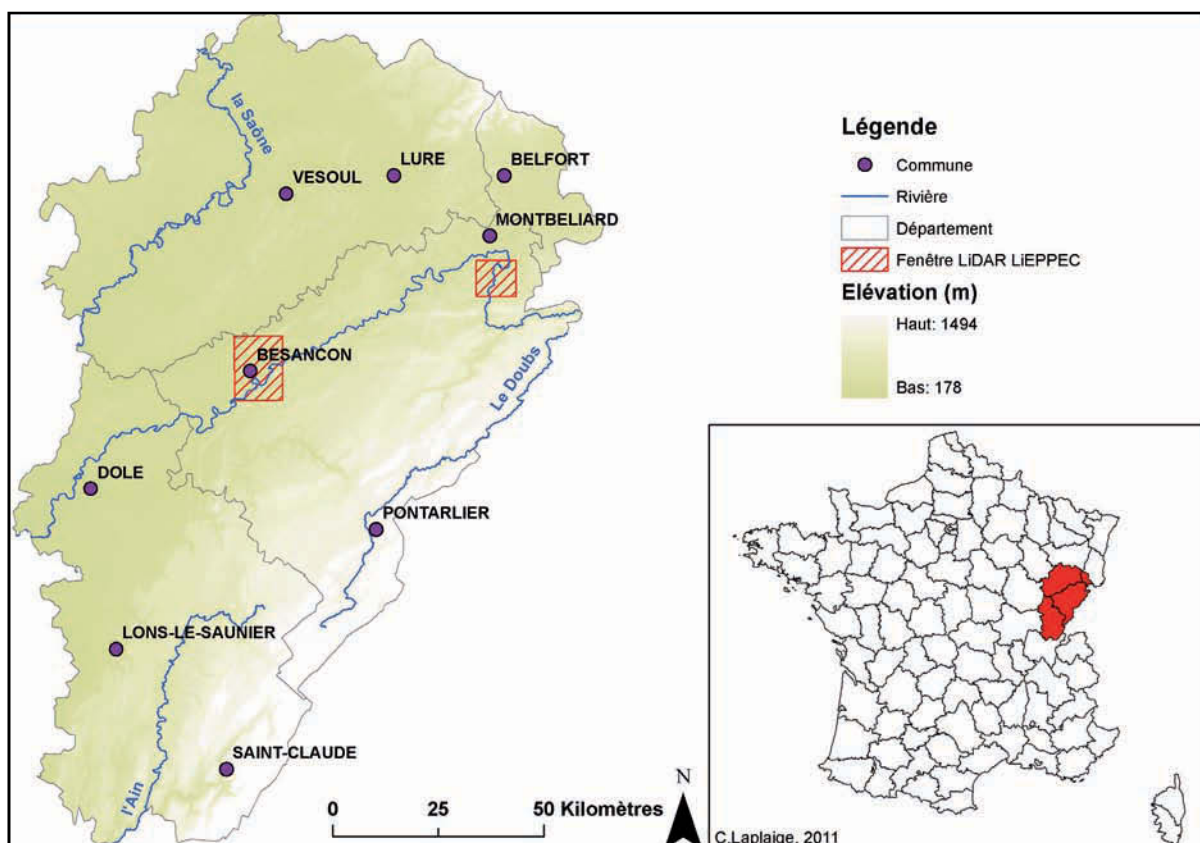 la Saône
LURE
BELFORT
VESOUL
MONTBELIARD
BESANCON
Le Doubs
DOLE
PONTARLIER
LONS-LE-SAUNIER
SAINT-CLAUDE
l'Ain
0 25 50 Kilomètres
N
Légende
Commune
Rivière
Département
Fenêtre LiDAR LiEPPEC
Elévation (m)
Haut: 1494
Bas: 178
C.Laplaige, 2011